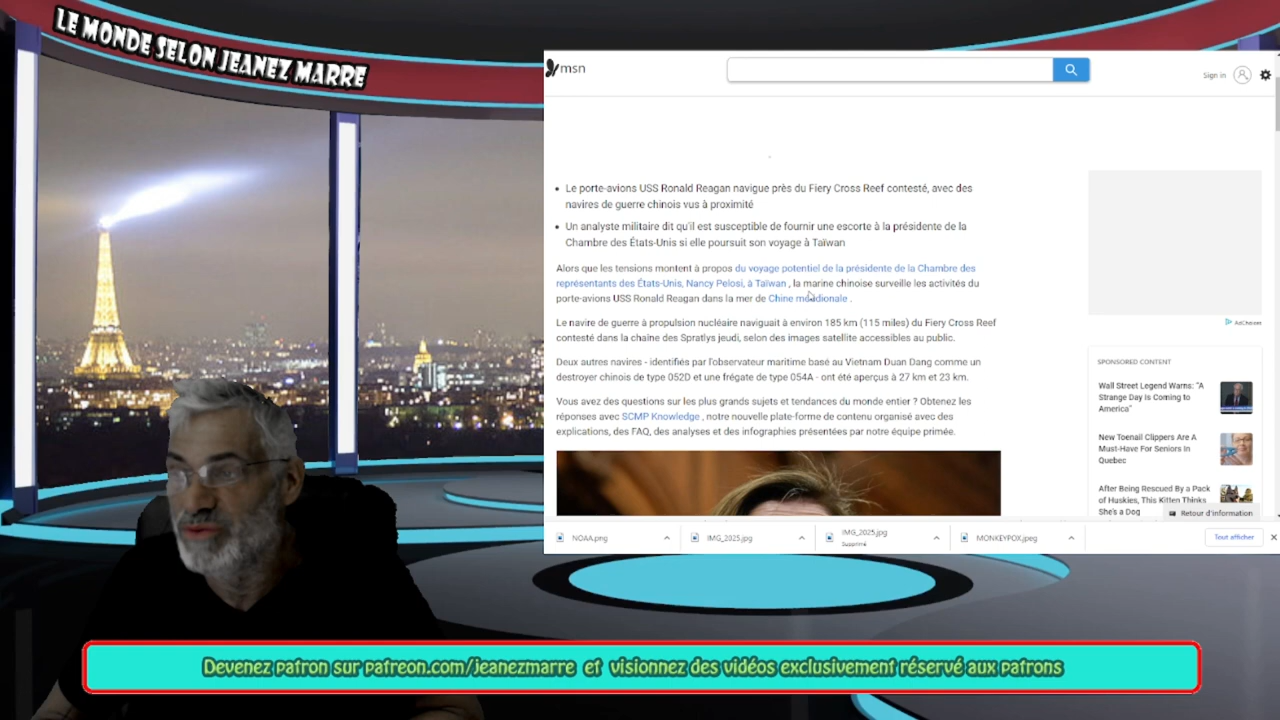 LE MONDE SELON JEANEZ MARRE
msn
Sign in
Le porte-avions USS Ronald Reagan navigue près du Fiery Cross Reef contesté, avec des
navires de guerre chinois vus à proximité
Un analyste militaire dit qu'il est susceptible de fournir une escorte à la présidente de la
Chambre des États-Unis si elle poursuit son voyage à Taïwan
Alors que les tensions montent à propos du voyage potentiel de la présidente de la Chambre des
représentants des États-Unis, Nancy Pelosi, à Taïwan , la marine chinoise surveille les activités du
porte-avions USS Ronald Reagan dans la mer de Chine méridionale .
Le navire de guerre à propulsion nucléaire naviguait à environ 185 km (115 miles) du Fiery Cross Reef
contesté dans la chaîne des Spratlys jeudi, selon des images satellite accessibles au public.
Deux autres navires - identifiés par l'observateur maritime basé au Vietnam Duan Dang comme un
destroyer chinois de type 052D et une frégate de type 054A - ont été aperçus à 27 km et 23 km.
Vous avez des questions sur les plus grands sujets et tendances du monde entier ? Obtenez les
réponses avec SCMP Knowledge , notre nouvelle plate-forme de contenu organisé avec des
explications, des FAQ, des analyses et des infographies présentées par notre équipe primée.
AdChoices
SPONSORED CONTENT
Wall Street Legend Warns: "A
Strange Day Is Coming to
America"
New Toenail Clippers Are A
Must-Have For Seniors In
Quebec
After Being Rescued By a Pack
of Huskies, This Kitten Thinks
She's a Dog
Retour d'information
NOAA.png
IMG_2025.jpg
IMG_2025.jpg
Supprimé
MONKEYPOX.jpeg
Tout afficher
Devenez patron sur patreon.com/jeanezmarre et visionnez des vidéos exclusivement réservé aux patrons